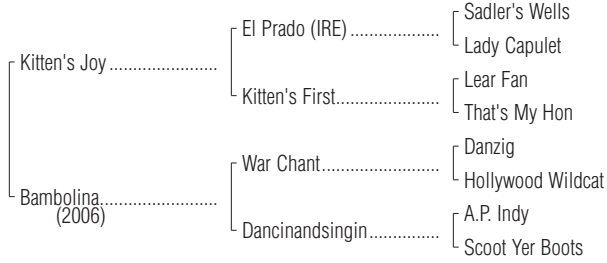 Sadler's Wells
El Prado (IRE) ....................
Lady Capulet
Kitten's Joy ........................
Lear Fan
Kitten's First.......................
That's My Hon
Danzig
War Chant..........................
Hollywood Wildcat
Bambolina..........................
(2006)
A.P. Indy
Dancinandsingin...............
Scoot Yer Boots